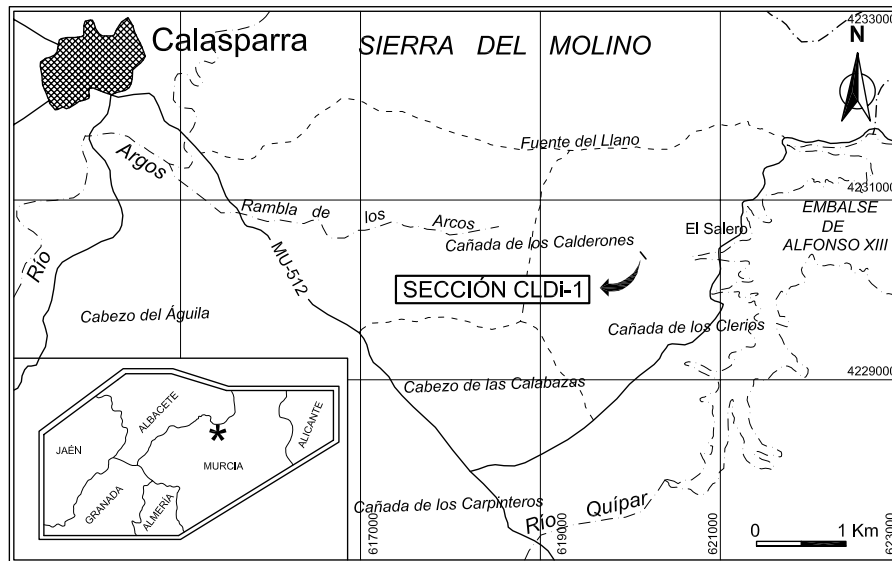 4233000
Calasparra
SIERRA DEL MOLINO
N
Fuente del Llano
Argos
4231000
Rambla de los Arcos
EMBALSE
DE
ALFONSO XIII
El Salero
Cañada de los Calderones
Río
MU-512
SECCIÓN CLDi-1
Cabezo del Águila
Cañada de los Clerios
4229000
Cabezo de las Calabazas
ALBACETE
ALICANTE
JAÉN
*
MURCIA
GRANADA
ALMERÍA
Cañada de los Carpinteros
Río Quípar
617000
619000
621000
623000
0 1 Km